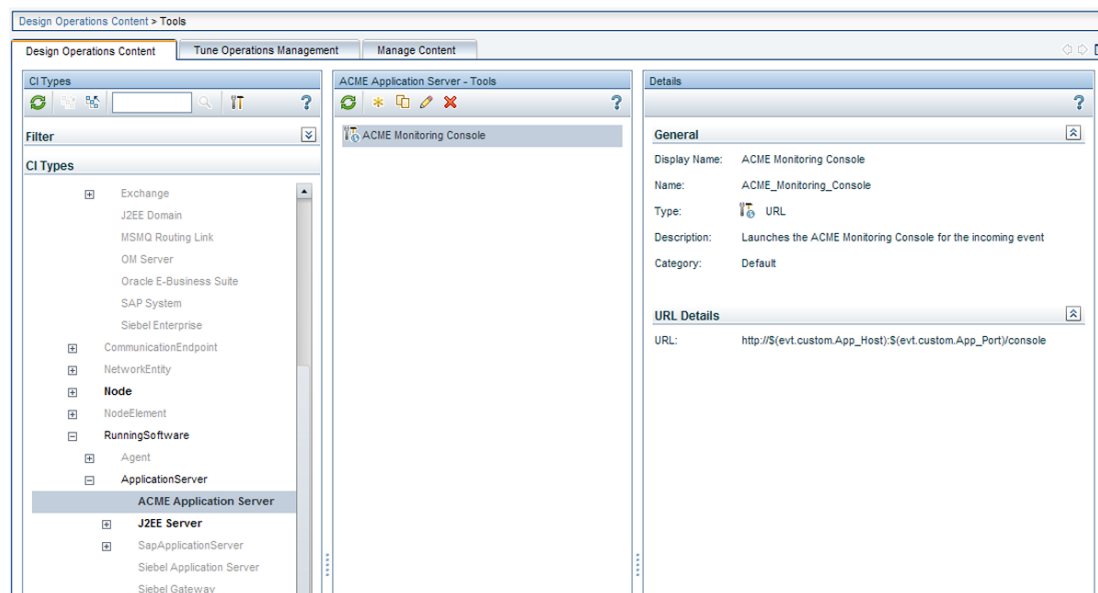 Design Operations Content > Tools
Design Operations Content
Tune Operations Management
Manage Content
CI Types
?
Filter
CI Types
Exchange
J2EE Domain
MSMQ Routing Link
OM Server
Oracle E-Business Suite
SAP System
Siebel Enterprise
CommunicationEndpoint
NetworkEntity
Node
NodeElement
RunningSoftware
Agent
ApplicationServer
ACME Application Server
J2EE Server
SapApplicationServer
Siebel Application Server
Siebel Gateway
ACME Application Server - Tools
?
ACME Monitoring Console
Details
?
General
Display Name: ACME Monitoring Console
Name: ACME_Monitoring_Console
Type: URL
Description: Launches the ACME Monitoring Console for the incoming event
Category: Default
URL Details
URL: http://$(evt.custom.App_Host):$(evt.custom.App_Port)/console